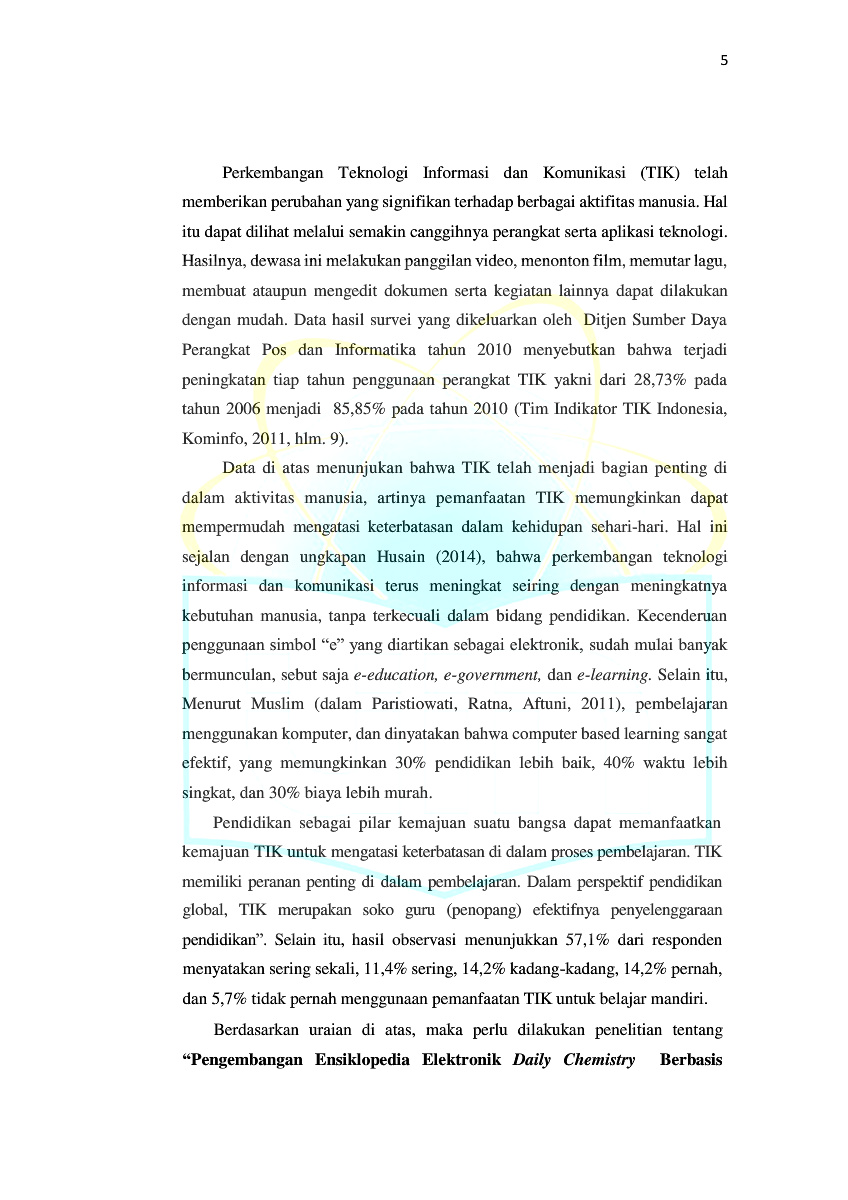 5
Perkembangan Teknologi Informasi dan Komunikasi (TIK) telah
memberikan perubahan yang signifikan terhadap berbagai aktifitas manusia. Hal
itu dapat dilihat melalui semakin canggihnya perangkat serta aplikasi teknologi.
Hasilnya, dewasa ini melakukan panggilan video, menonton film, memutar lagu,
membuat ataupun mengedit dokumen serta kegiatan lainnya dapat dilakukan
dengan mudah. Data hasil survei yang dikeluarkan oleh Ditjen Sumber Daya
Perangkat Pos dan Informatika tahun 2010 menyebutkan bahwa terjadi
peningkatan tiap tahun penggunaan perangkat TIK yakni dari 28,73% pada
tahun 2006 menjadi 85,85% pada tahun 2010 (Tim Indikator TIK Indonesia,
Kominfo, 2011, hlm. 9).
Data di atas menunjukan bahwa TIK telah menjadi bagian penting di
dalam aktivitas manusia, artinya pemanfaatan TIK memungkinkan dapat
mempermudah mengatasi keterbatasan dalam kehidupan sehari-hari. Hal ini
sejalan dengan ungkapan Husain (2014), bahwa perkembangan teknologi
informasi dan komunikasi terus meningkat seiring dengan meningkatnya
kebutuhan manusia, tanpa terkecuali dalam bidang pendidikan. Kecenderuan
penggunaan simbol “e” yang diartikan sebagai elektronik, sudah mulai banyak
bermunculan, sebut saja e-education, e-government, dan e-learning. Selain itu,
Menurut Muslim (dalam Paristiowati, Ratna, Aftuni, 2011), pembelajaran
menggunakan komputer, dan dinyatakan bahwa computer based learning sangat
efektif, yang memungkinkan 30% pendidikan lebih baik, 40% waktu lebih
singkat, dan 30% biaya lebih murah.
Pendidikan sebagai pilar kemajuan suatu bangsa dapat memanfaatkan
kemajuan TIK untuk mengatasi keterbatasan di dalam proses pembelajaran. TIK
memiliki peranan penting di dalam pembelajaran. Dalam perspektif pendidikan
global, TIK merupakan soko guru (penopang) efektifnya penyelenggaraan
pendidikan”. Selain itu, hasil observasi menunjukkan 57,1% dari responden
menyatakan sering sekali, 11,4% sering, 14,2% kadang-kadang, 14,2% pernah,
dan 5,7% tidak pernah menggunaan pemanfaatan TIK untuk belajar mandiri.
Berdasarkan uraian di atas, maka perlu dilakukan penelitian tentang
“Pengembangan Ensiklopedia Elektronik Daily Chemistry Berbasis